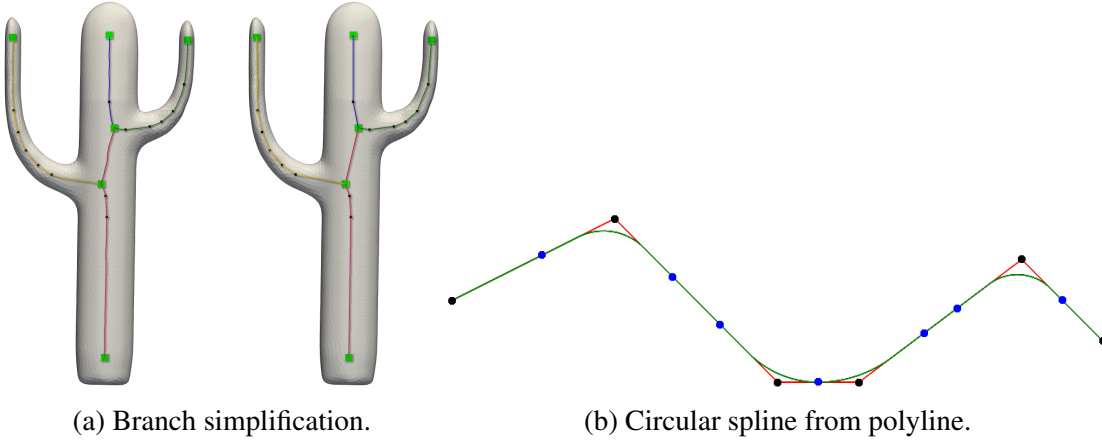 (a) Branch simplification.
(b) Circular spline from polyline.